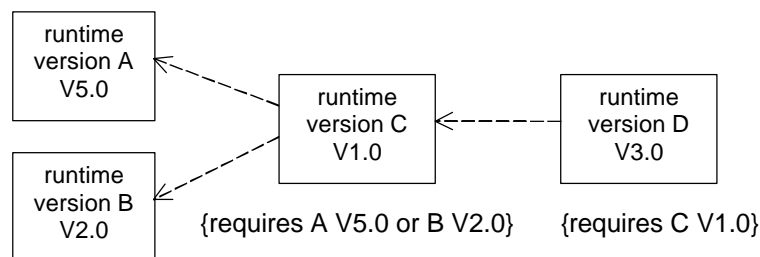 runtime
version A
V5.0
runtime
version B
V2.0
runtime
version C
V1.0
{requires A V5.0 or B V2.0}
runtime
version D
V3.0
{requires C V1.0}